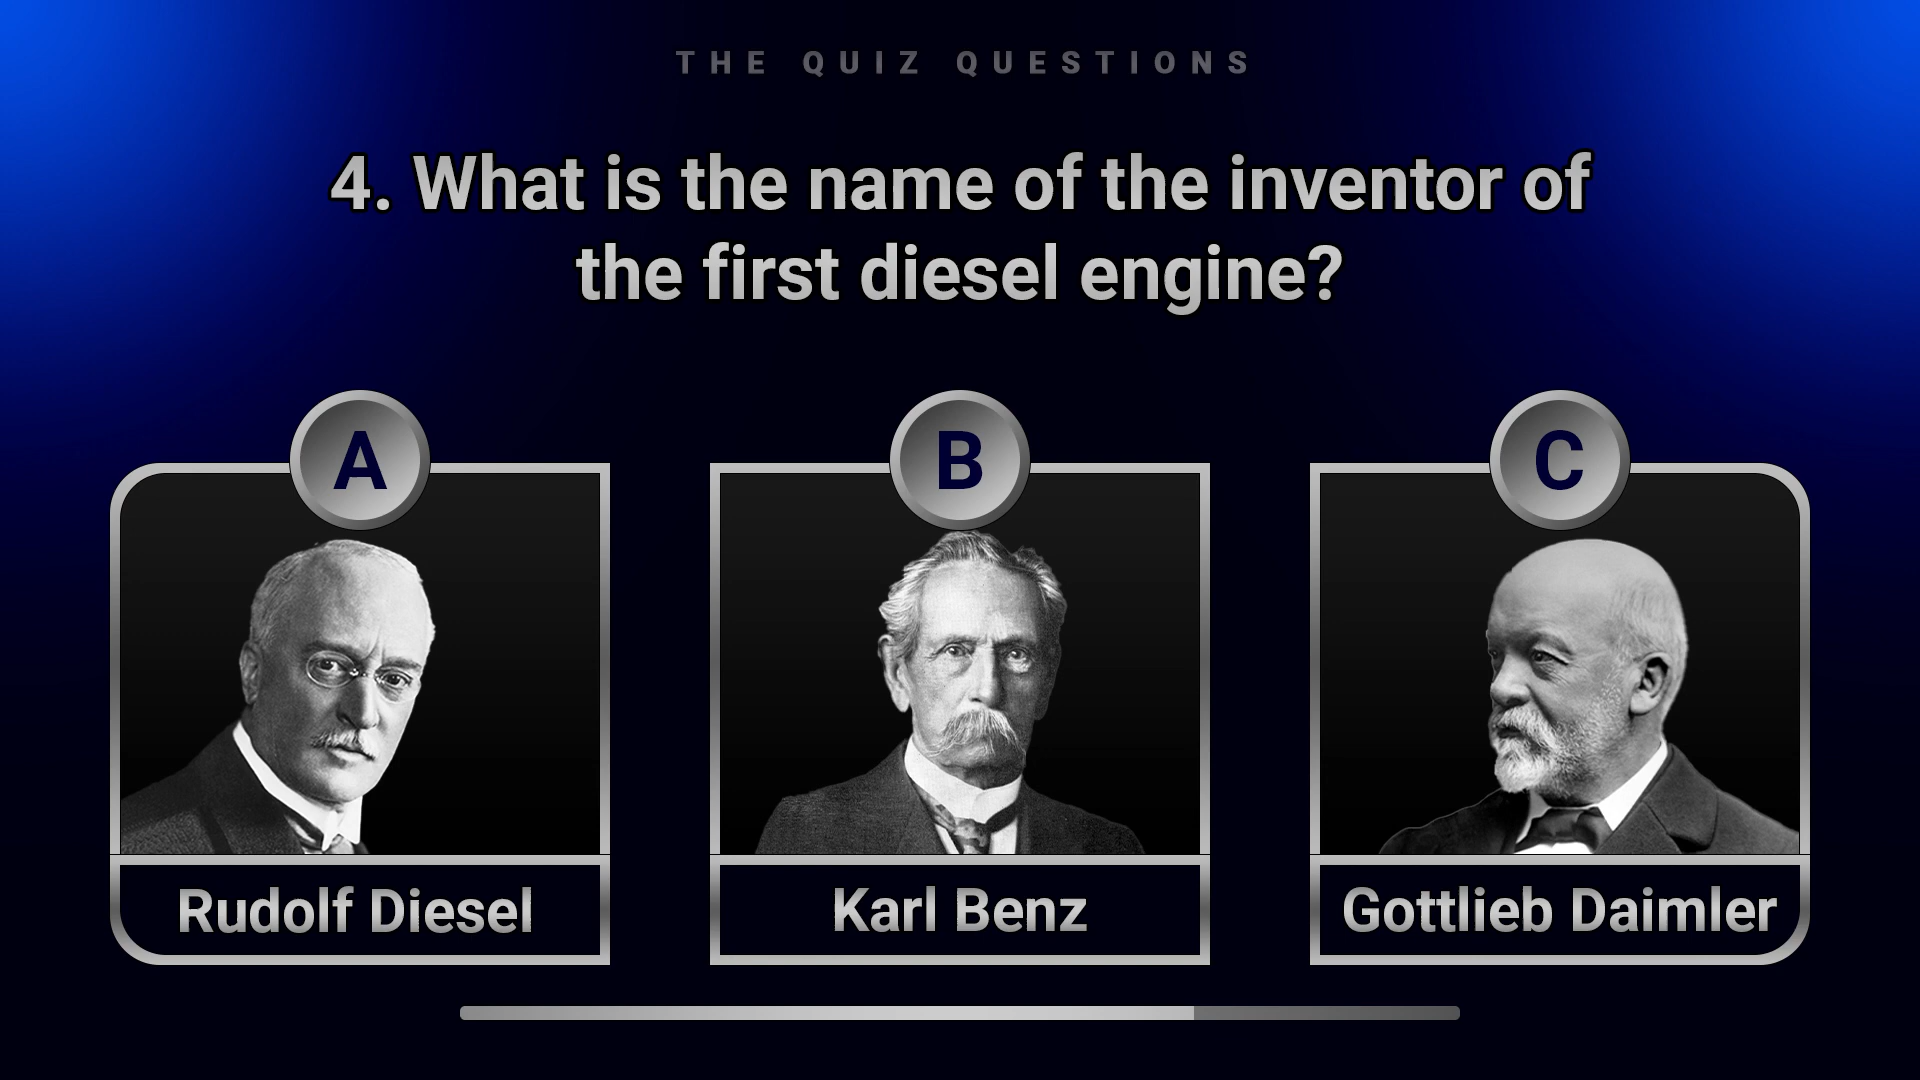 THE QUIZ QUESTIONS
4. What is the name of the inventor of
the first diesel engine?
A
B
C
Rudolf Diesel
Karl Benz
Gottlieb Daimler